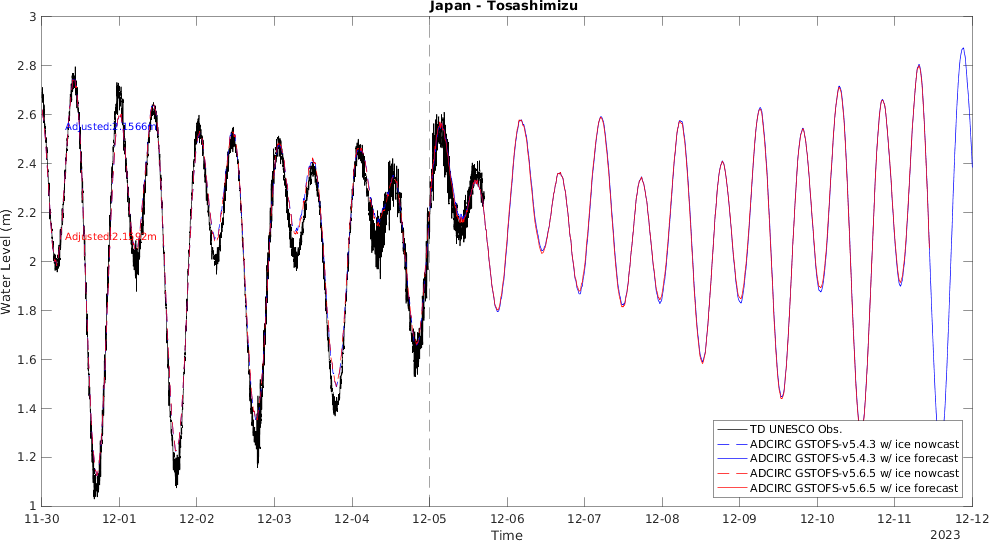 Japan - Tosashimizu
3
2.8
2.6
2.4
2.2
2
1.8
1.6
1.4
1.2
1
Water Level (m)
Adjusted:2.1566m
Adjusted:2.1592m
TD UNESCO Obs.
ADCIRC GSTOFS-v5.4.3 w/ ice nowcast
ADCIRC GSTOFS-v5.4.3 w/ ice forecast
ADCIRC GSTOFS-v5.6.5 w/ ice nowcast
ADCIRC GSTOFS-v5.6.5 w/ ice forecast
11-30 12-01 12-02 12-03 12-04 12-05 12-06 12-07 12-08 12-09 12-10 12-11 12-12
Time
2023